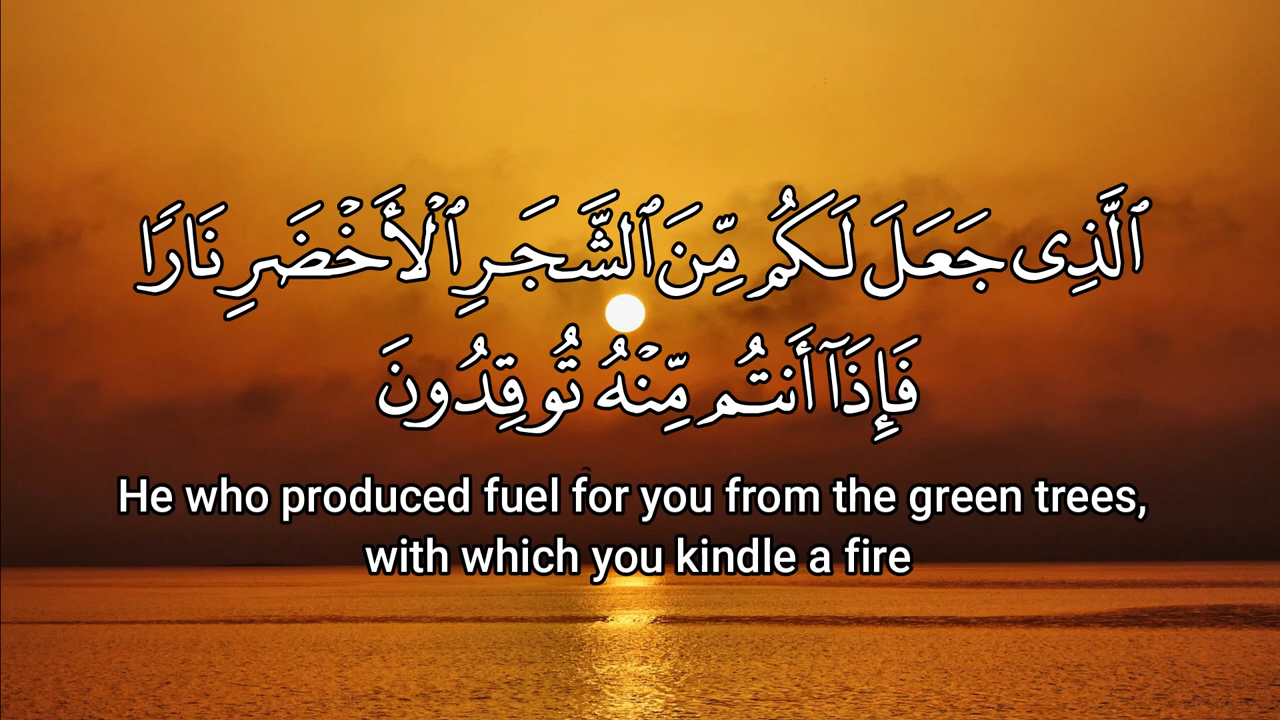 ٱلَّذِى جَعَلَ لَكُم مِّنَ ٱلشَّجَرِ ٱلْأَخْضَرِ نَارًا
فَإِذَآ أَنتُم مِّنْهُ تُوقِدُونَ
He who produced fuel for you from the green trees,
with which you kindle a fire